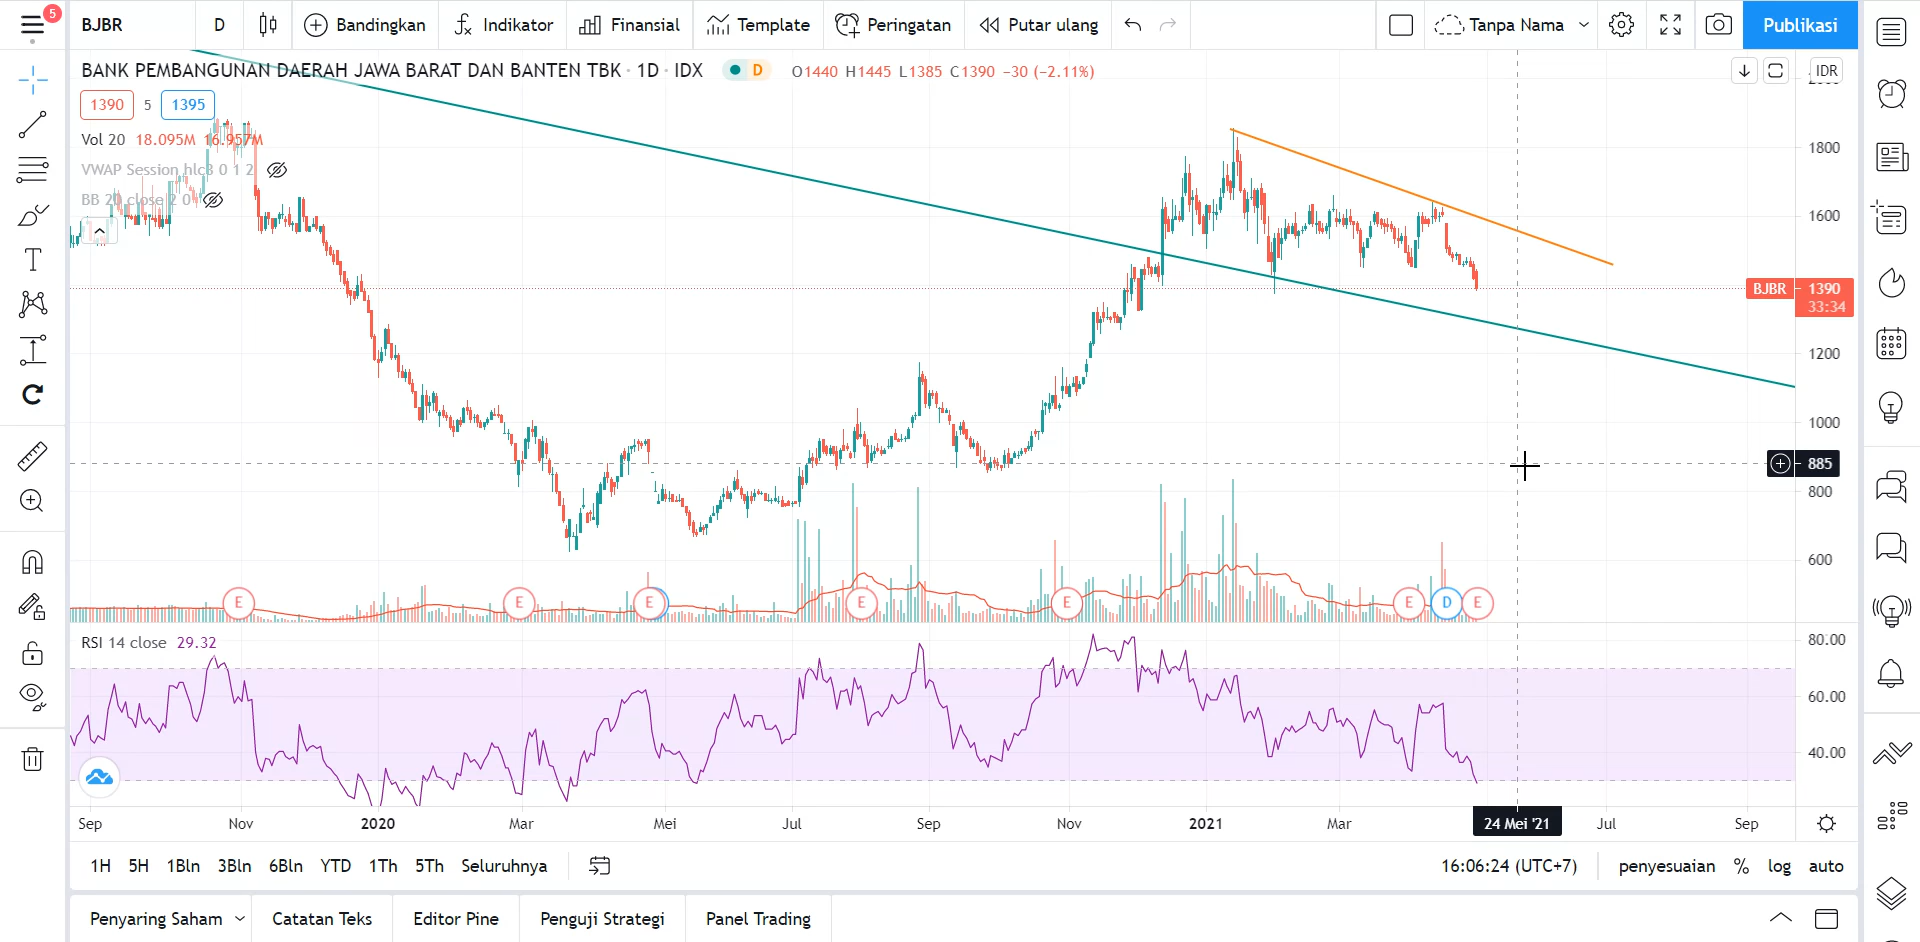 5
BJBR
D
Bandingkan
Indikator
Finansial
Template
Peringatan
Putar ulang
Tanpa Nama
Publikasi
BANK PEMBANGUNAN DAERAH JAWA BARAT DAN BANTEN TBK · 1D · IDX
D
O1440 H1445 L1385 C1390 −30 (−2.11%)
IDR
1390 5 1395
Vol 20 18.095M 16.957M
VWAP Session hlc3 0 1 2
BB 20 close 2 0
1800
1600
BJBR 1390
33:34
1200
1000
885
800
600
E E E E E E D E
RSI 14 close 29.32
80.00
60.00
40.00
Sep Nov 2020 Mar Mei Jul Sep Nov 2021 Mar 24 Mei '21 Jul Sep
1H 5H 1Bln 3Bln 6Bln YTD 1Th 5Th Seluruhnya
16:06:24 (UTC+7) penyesuaian % log auto
Penyaring Saham Catatan Teks Editor Pine Penguji Strategi Panel Trading